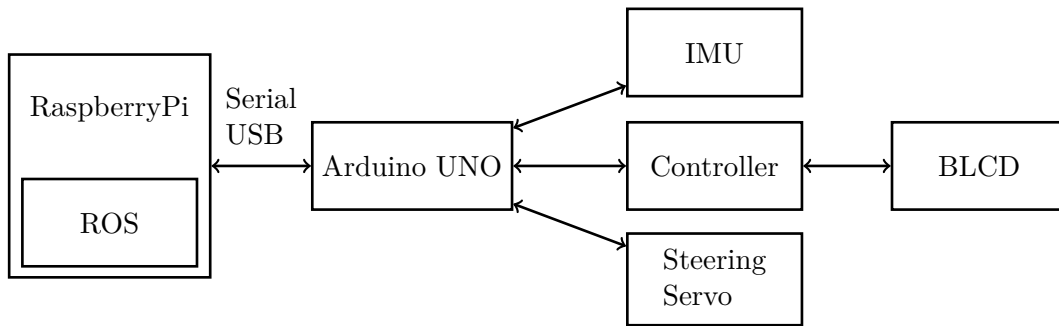 RaspberryPi
ROS
Serial
USB
Arduino UNO
IMU
Controller
Steering
Servo
BLCD